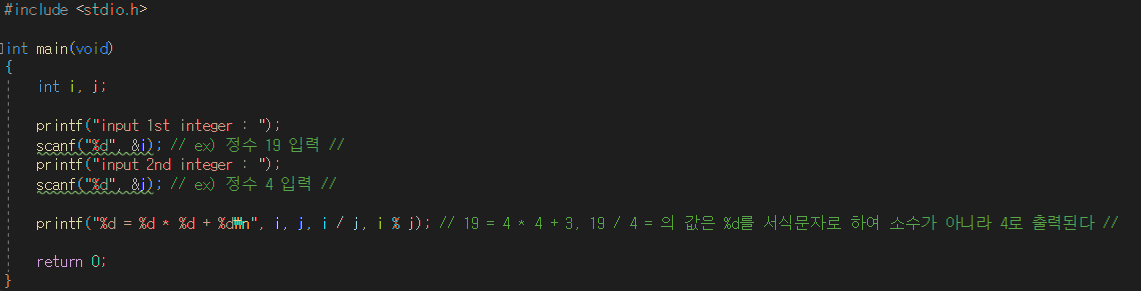 #include <stdio.h>
int main(void)
{
int i, j;
printf("input 1st integer : ");
scanf("%d", &i); // ex) 정수 19 입력 //
printf("input 2nd integer : ");
scanf("%d", &j); // ex) 정수 4 입력 //
printf("%d = %d * %d + %d₩n", i, j, i / j, i % j); // 19 = 4 * 4 + 3, 19 / 4 = 의 값은 %d를 서식문자로 하여 소수가 아니라 4로 출력된다 //
return 0;
}